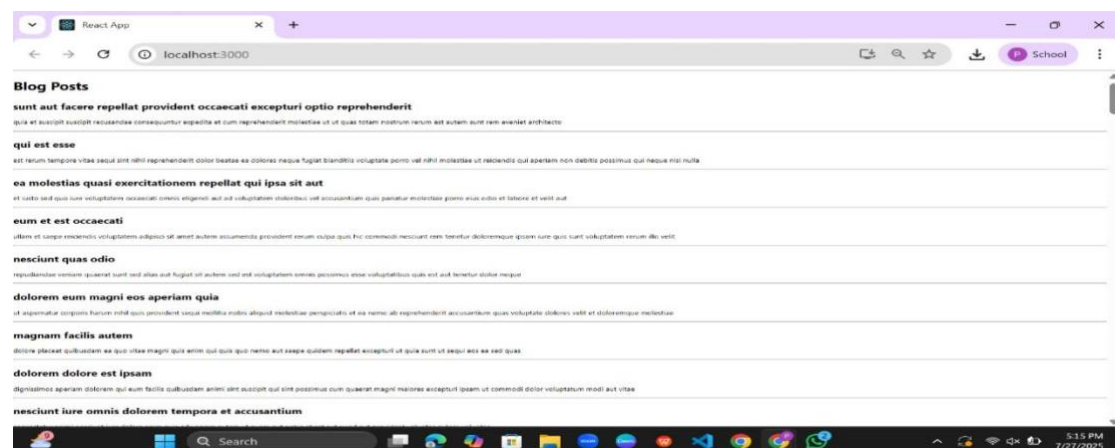 React App
localhost:3000
School
Blog Posts
sunt aut facere repellat provident occaecati excepturi optio reprehenderit
quia et suscipit suscipit recusandae consequuntur expedita et cum reprehenderit molestiae ut ut quas totam nostrum rerum est autem sunt rem eveniet architecto
qui est esse
est rerum tempore vitae sequi sint nihil reprehenderit dolor beatae ea dolores neque fugiat blanditiis voluptate porro vel nihil molestiae ut reiciendis qui aperiam non debitis possimus qui neque nisi nulla
ea molestias quasi exercitationem repellat qui ipsa sit aut
et iusto sed quo iure voluptatem occaecati omnis eligendi aut ad voluptatem doloribus vel accusantium quis pariatur molestiae porro eius odio et labore et velit aut
eum et est occaecati
ullam et saepe reiciendis voluptatem adipisci sit amet autem assumenda provident rerum culpa quis hic commodi nesciunt rem tenetur doloremque ipsam iure quis sunt voluptatem rerum illo velit
nesciunt quas odio
repudiandae veniam quaerat sunt sed alias aut fugiat sit autem sed est voluptatem omnis possimus esse voluptatibus quis est aut tenetur dolor neque
dolorem eum magni eos aperiam quia
ut aspernatur corporis harum nihil quis provident sequi mollitia nobis aliquid molestiae perspiciatis et ea nemo ab reprehenderit accusantium quas voluptate dolores velit et doloremque molestiae
magnam facilis autem
dolore placeat quibusdam ea quo vitae magni quis enim qui quis quo nemo aut saepe quidem repellat excepturi ut quia sunt ut sequi eos ea sed quas
dolorem dolore est ipsam
dignissimos aperiam dolorem qui eum facilis quibusdam animi sint suscipit qui sint possimus cum quaerat magni maiores excepturi ipsam ut commodi dolor voluptatum modi aut vitae
nesciunt iure omnis dolorem tempora et accusantium
Search
5:15 PM
7/27/2025